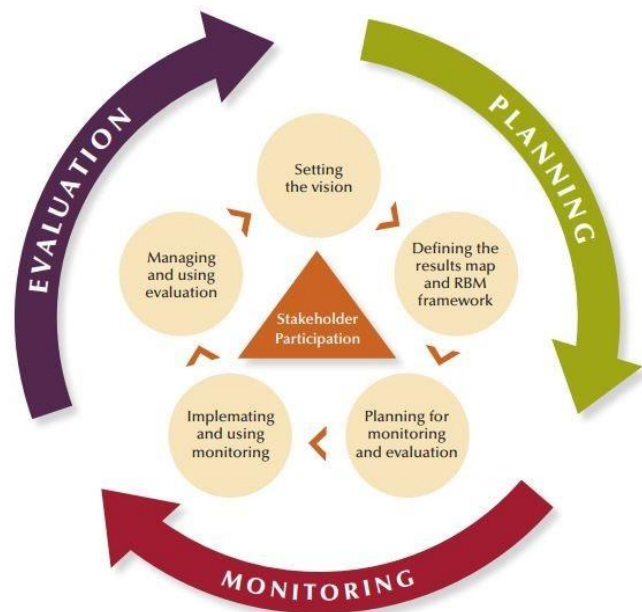 EVALUATION
PLANNING
MONITORING
Setting
the vision
Defining the
results map
and RBM
framework
Planning for
monitoring
and evaluation
Implemating
and using
monitoring
Managing
and using
evaluation
Stakeholder
Participation